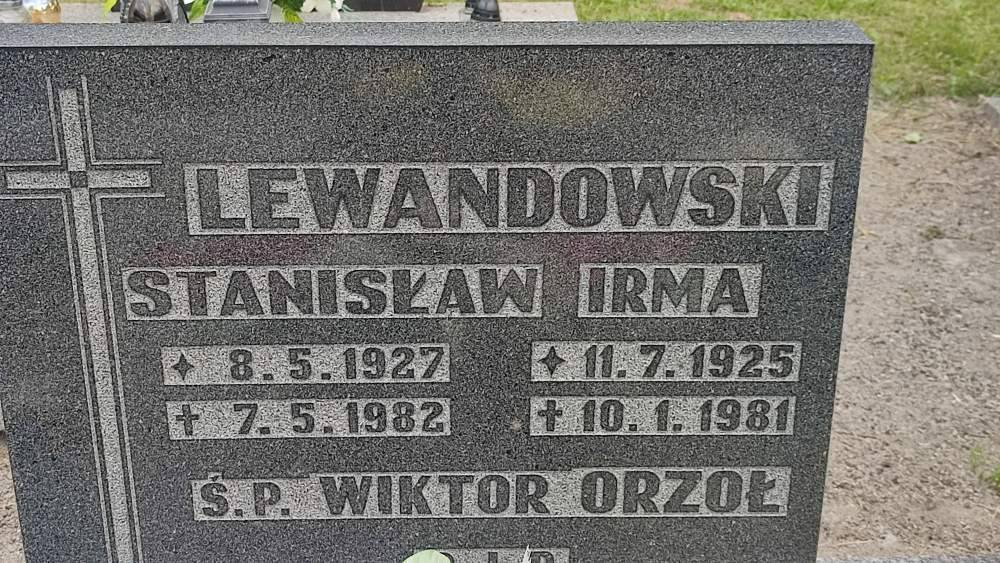 LEWANDOWSKI
STANISŁAW IRMA
8.5.1927 11.7.1925
✝ 7.5.1982 ✝ 10.1.1981
Ś.P. WIKTOR ORZOŁ